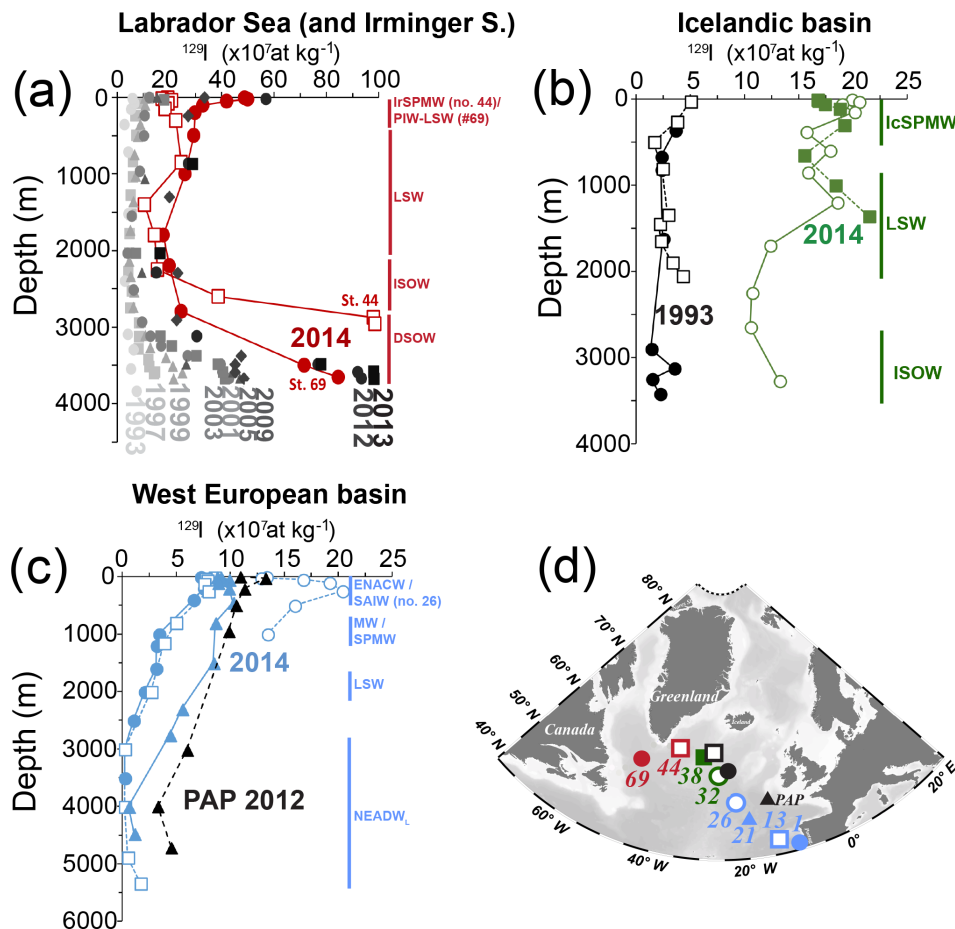 Labrador Sea (and Irminger S.)
129I (x10⁷at kg⁻¹)
0 20 40 60 80 100
(a)
Depth (m)
0
1000
2000
3000
4000
IrSPMW (no. 44)/
PIW-LSW (#69)
LSW
ISOW
DSOW
St. 44
2014
St. 69
1993
1997
1999
2003
2001
2005
2009
2012
2013
Icelandic basin
129I (x10⁷at kg⁻¹)
0 5 10 15 20 25
(b)
Depth (m)
0
1000
2000
3000
4000
IcSPMW
LSW
ISOW
2014
1993
West European basin
129I (x10⁷at kg⁻¹)
0 5 10 15 20 25
(c)
Depth (m)
0
1000
2000
3000
4000
5000
6000
ENACW /
SAIW (no. 26)
MW /
SPMW
LSW
NEADWL
2014
PAP 2012
(d)
80° N
70° N
60° N
50° N
40° N
60° W
40° W
20° W
0°
20° E
Greenland
Iceland
Canada
69
44
38
32
26
21
13
1
PAP